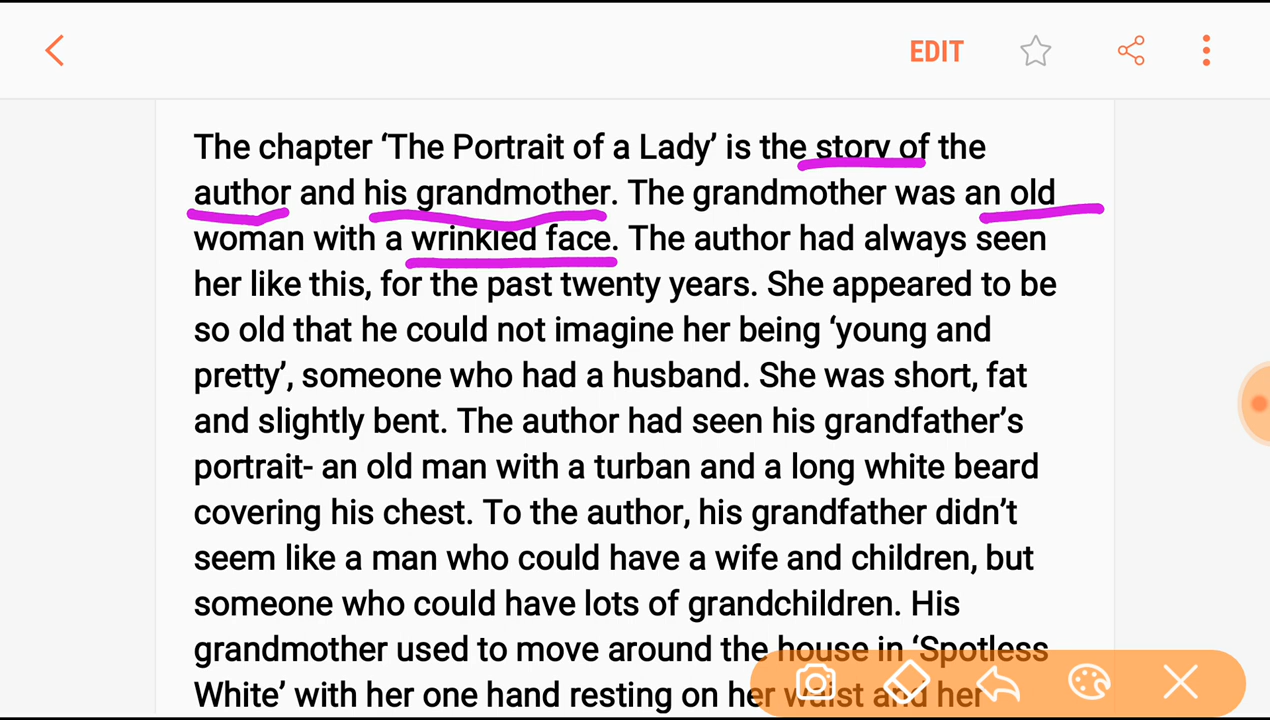 EDIT
The chapter ‘The Portrait of a Lady’ is the story of the
author and his grandmother. The grandmother was an old
woman with a wrinkled face. The author had always seen
her like this, for the past twenty years. She appeared to be
so old that he could not imagine her being ‘young and
pretty’, someone who had a husband. She was short, fat
and slightly bent. The author had seen his grandfather’s
portrait- an old man with a turban and a long white beard
covering his chest. To the author, his grandfather didn’t
seem like a man who could have a wife and children, but
someone who could have lots of grandchildren. His
grandmother used to move around the house in ‘Spotless
White’ with her one hand resting on her waist and her